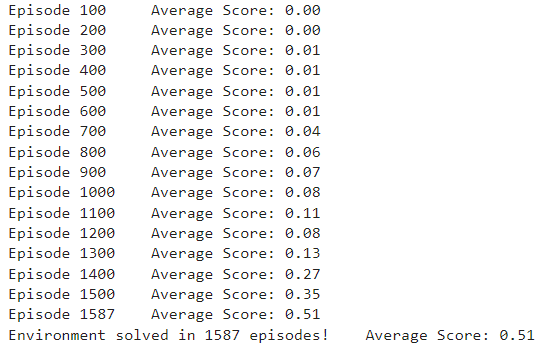 Episode 100 Average Score: 0.00
Episode 200 Average Score: 0.00
Episode 300 Average Score: 0.01
Episode 400 Average Score: 0.01
Episode 500 Average Score: 0.01
Episode 600 Average Score: 0.01
Episode 700 Average Score: 0.04
Episode 800 Average Score: 0.06
Episode 900 Average Score: 0.07
Episode 1000 Average Score: 0.08
Episode 1100 Average Score: 0.11
Episode 1200 Average Score: 0.08
Episode 1300 Average Score: 0.13
Episode 1400 Average Score: 0.27
Episode 1500 Average Score: 0.35
Episode 1587 Average Score: 0.51
Environment solved in 1587 episodes! Average Score: 0.51